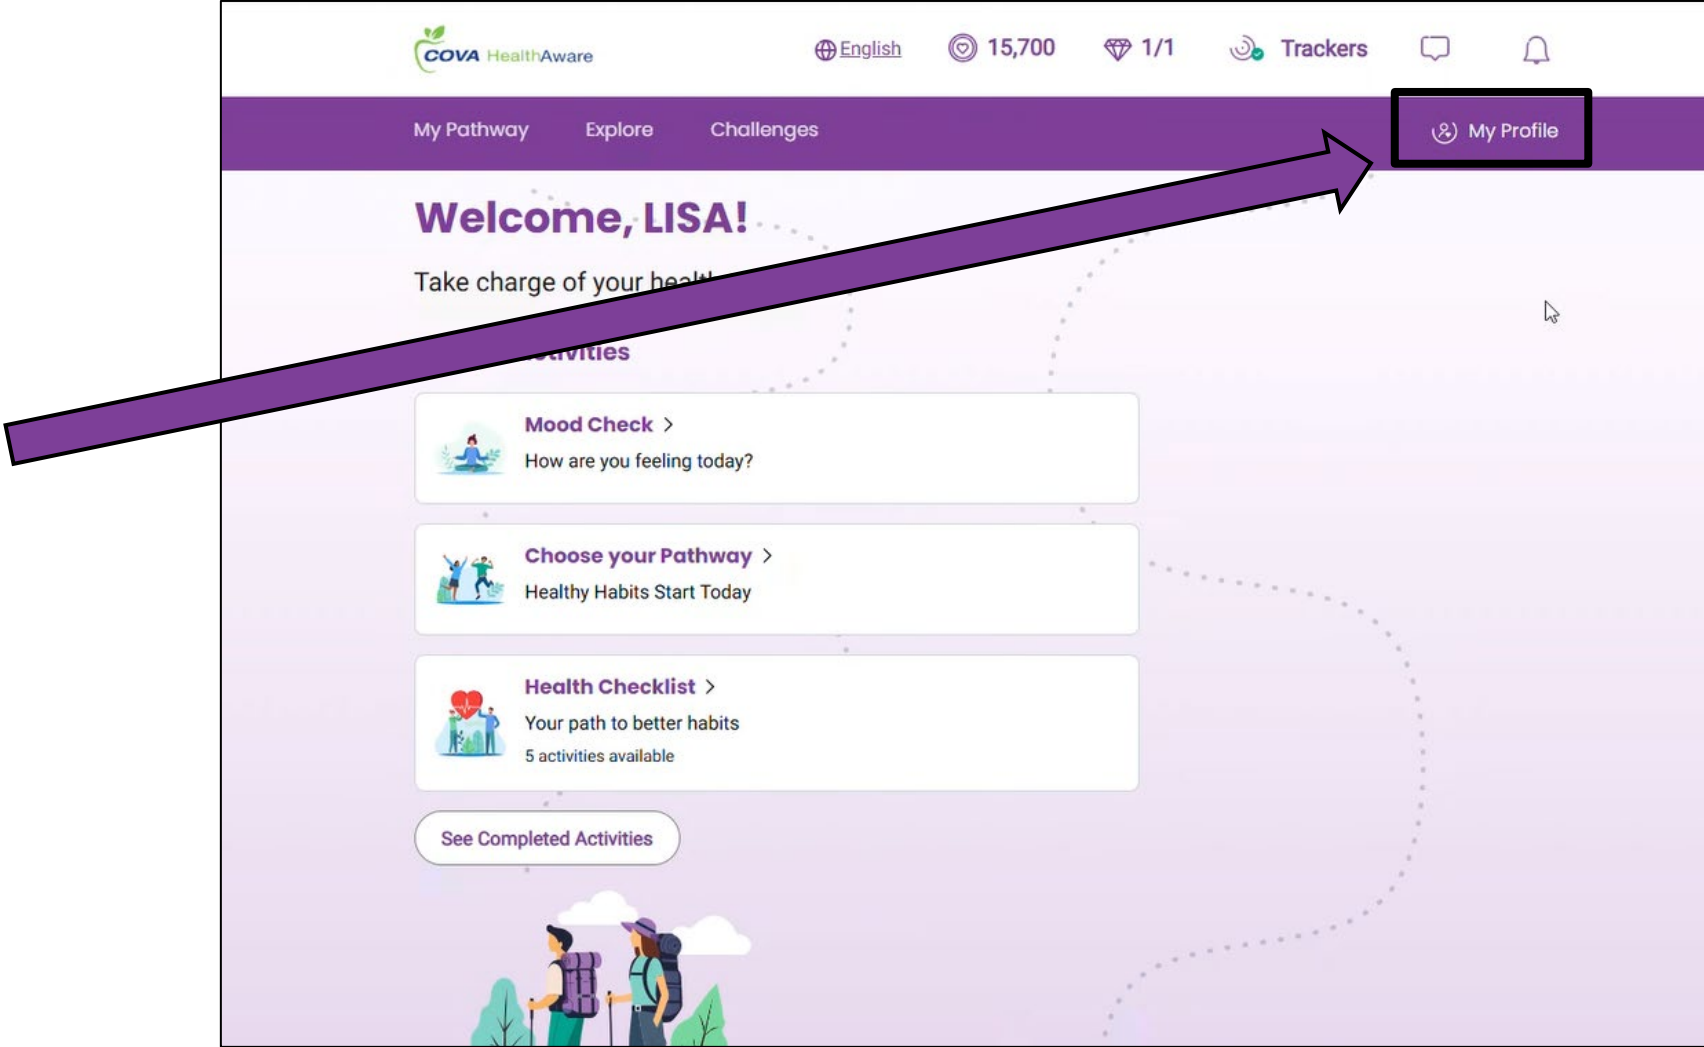 COVA HealthAware
English
15,700
1/1
Trackers
My Pathway
Explore
Challenges
My Profile
Welcome, LISA!
Take charge of your
Mood Check >
How are you feeling today?
Choose your Pathway >
Healthy Habits Start Today
Health Checklist >
Your path to better habits
5 activities available
See Completed Activities